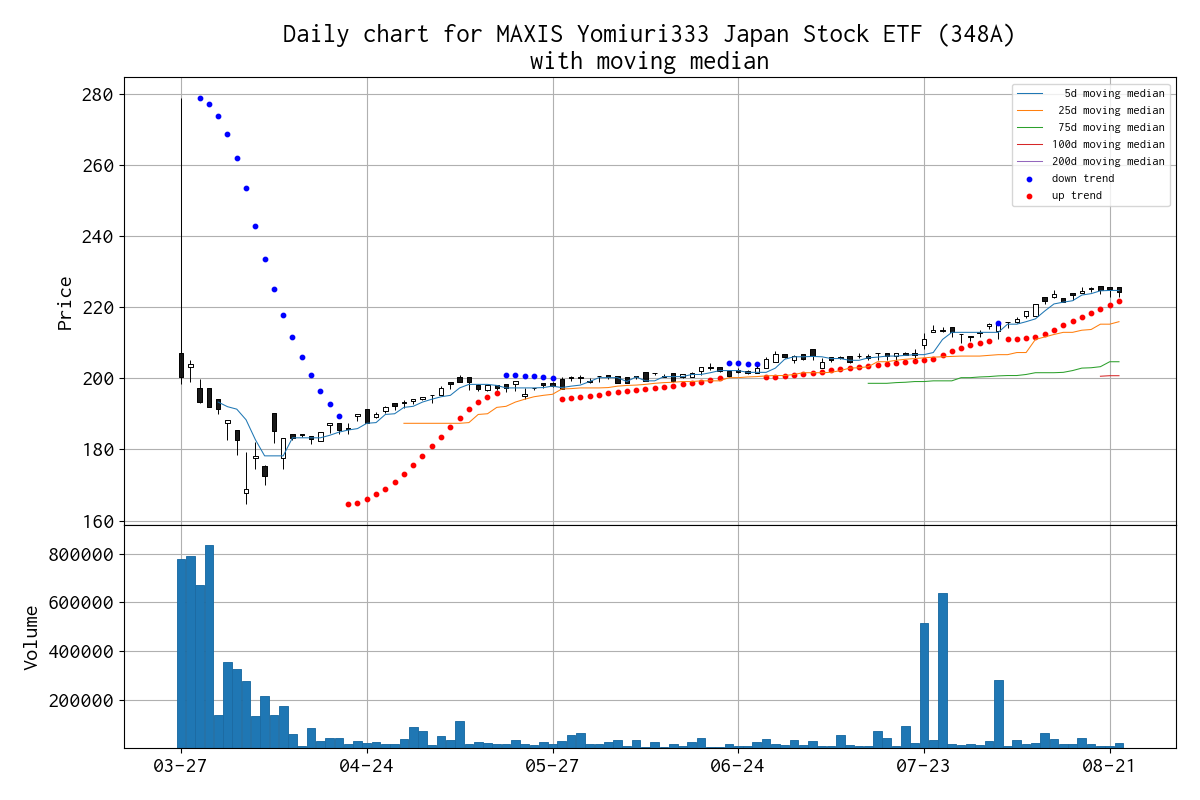 Daily chart for MAXIS Yomiuri333 Japan Stock ETF (348A)
with moving median
5d moving median
25d moving median
75d moving median
100d moving median
200d moving median
down trend
up trend
Price
280
260
240
220
200
180
160
Volume
800000
600000
400000
200000
03-27
04-24
05-27
06-24
07-23
08-21